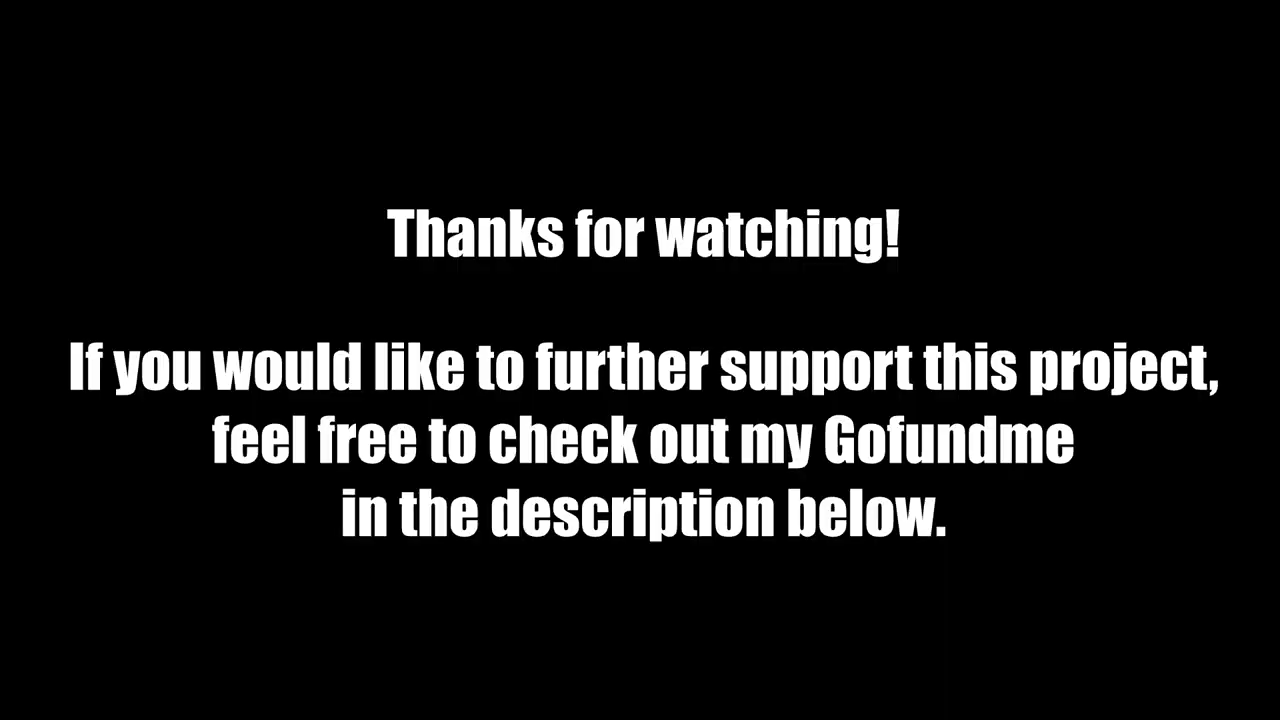 Thanks for watching!
If you would like to further support this project,
feel free to check out my Gofundme
in the description below.